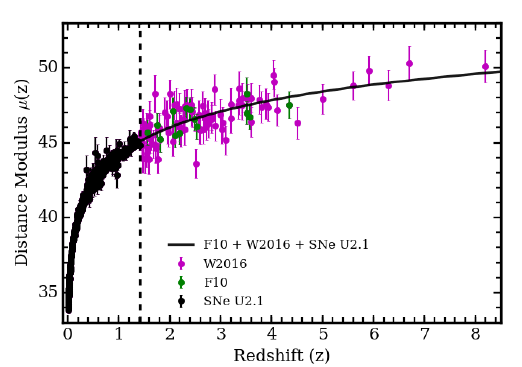 Distance Modulus μ(z)
50
45
40
35
F10 + W2016 + SNe U2.1
W2016
F10
SNe U2.1
0 1 2 3 4 5 6 7 8
Redshift (z)